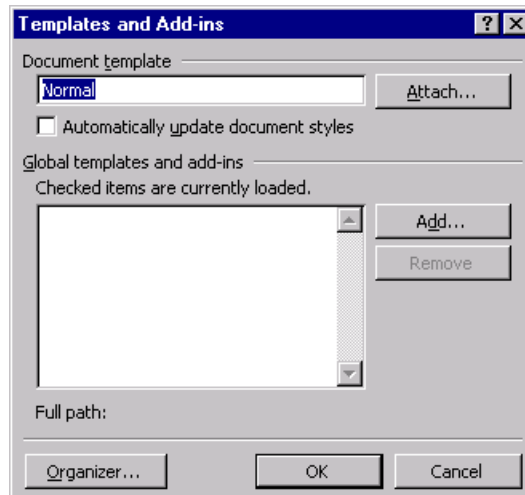 Templates and Add-ins
Document template
Normal
Attach...
Automatically update document styles
Global templates and add-ins
Checked items are currently loaded.
Add...
Remove
Full path:
Organizer...
OK
Cancel